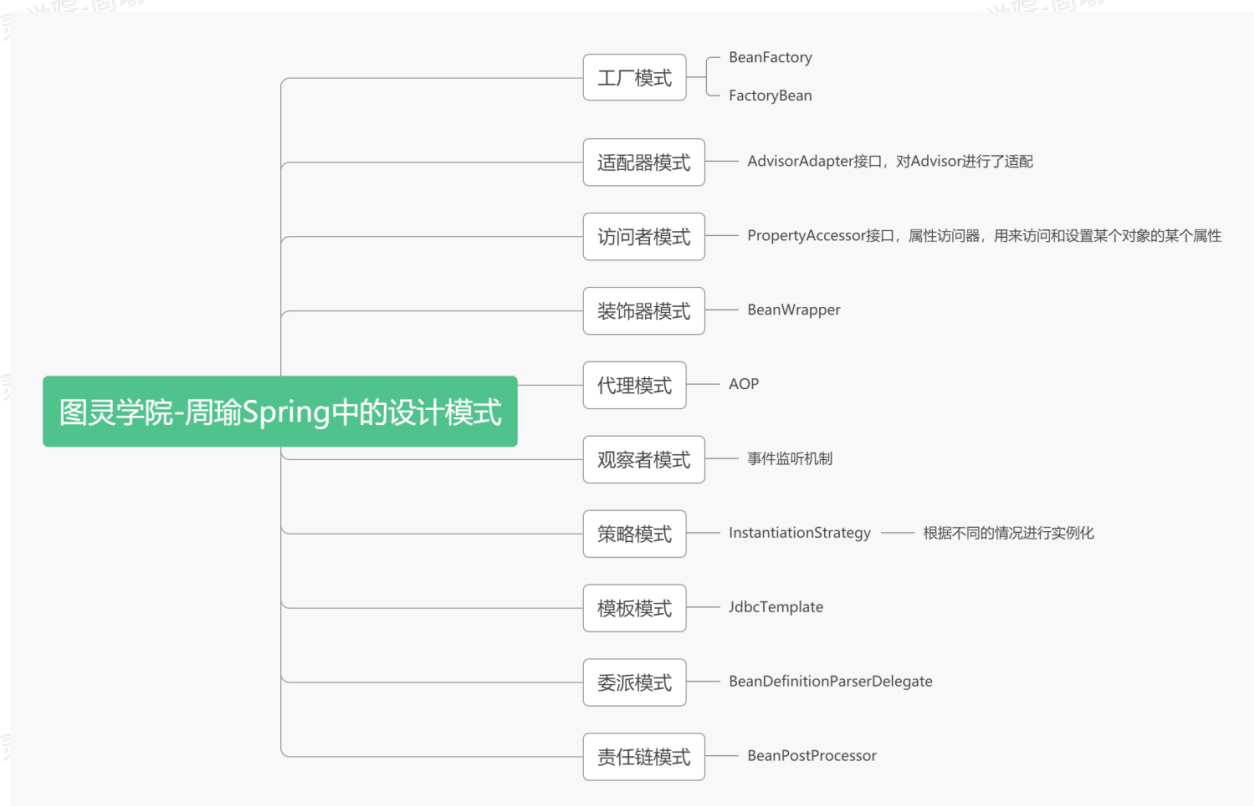 工厂模式
BeanFactory
FactoryBean
适配器模式
AdvisorAdapter接口，对Advisor进行了适配
访问者模式
PropertyAccessor接口，属性访问器，用来访问和设置某个对象的某个属性
装饰器模式
BeanWrapper
代理模式
AOP
图灵学院-周瑜Spring中的设计模式
观察者模式
事件监听机制
策略模式
InstantiationStrategy
根据不同的情况进行实例化
模板模式
JdbcTemplate
委派模式
BeanDefinitionParserDelegate
责任链模式
BeanPostProcessor